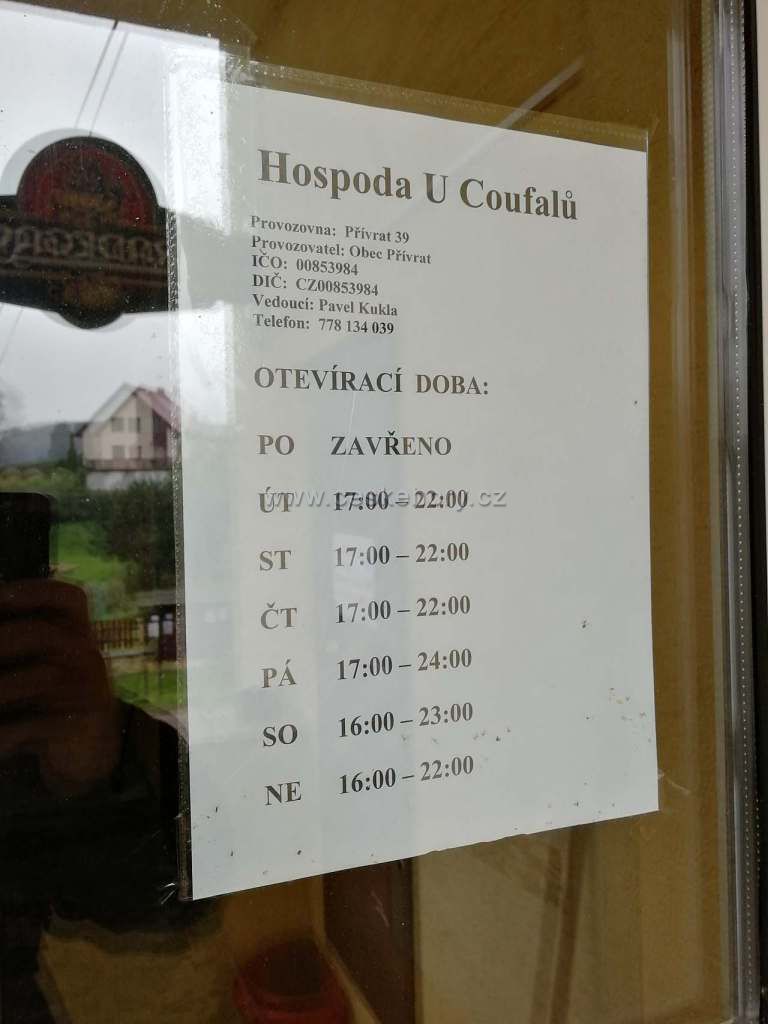 Hospoda U Coufalů
Provozovna: Přívrat 39
Provozovatel: Obec Přívrat
IČO: 00853984
DIČ: CZ00853984
Vedoucí: Pavel Kukla
Telefon: 778 134 039
OTEVÍRACÍ DOBA:
PO ZAVŘENO
ÚT 17:00 – 22:00
ST 17:00 – 22:00
ČT 17:00 – 22:00
PÁ 17:00 – 24:00
SO 16:00 – 23:00
NE 16:00 – 22:00